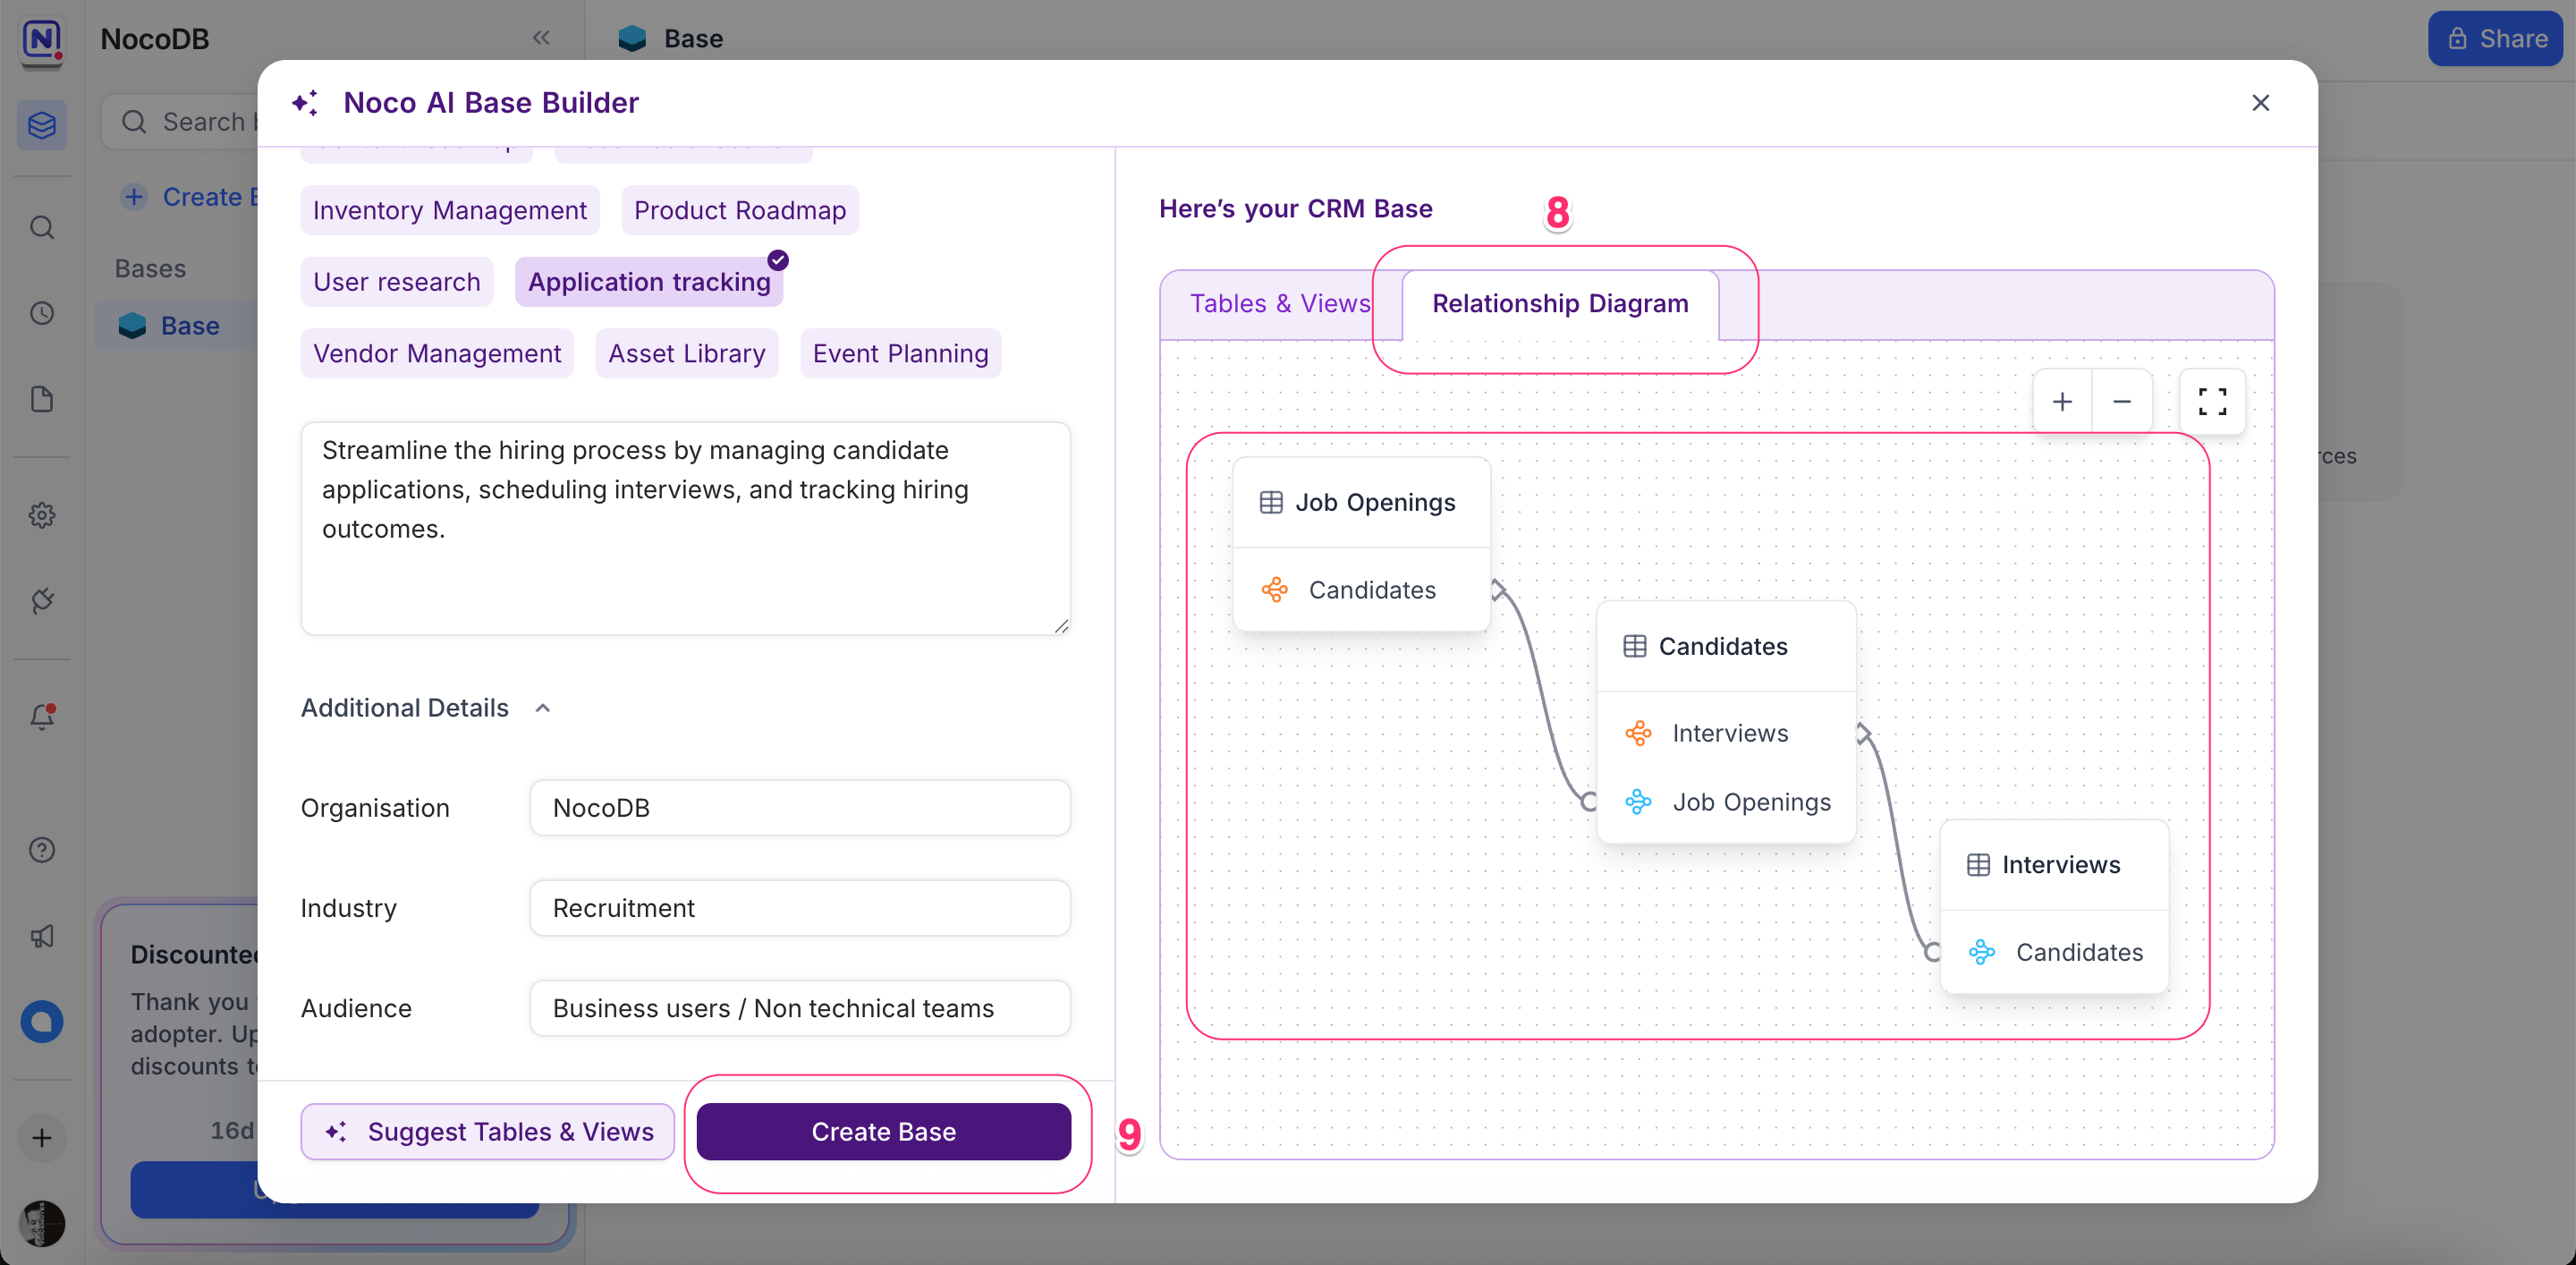 NocoDB
Base
Share
Noco AI Base Builder
Search
Create
Inventory Management
Product Roadmap
Here's your CRM Base
8
Bases
User research
Application tracking
Tables & Views
Relationship Diagram
Base
Vendor Management
Asset Library
Event Planning
Streamline the hiring process by managing candidate
applications, scheduling interviews, and tracking hiring
outcomes.
Job Openings
Candidates
Candidates
Interviews
Job Openings
Interviews
Candidates
Additional Details
Organisation
NocoDB
Industry
Recruitment
Audience
Business users / Non technical teams
Thank you
adopter.
discounts
16d
Suggest Tables & Views
Create Base
9